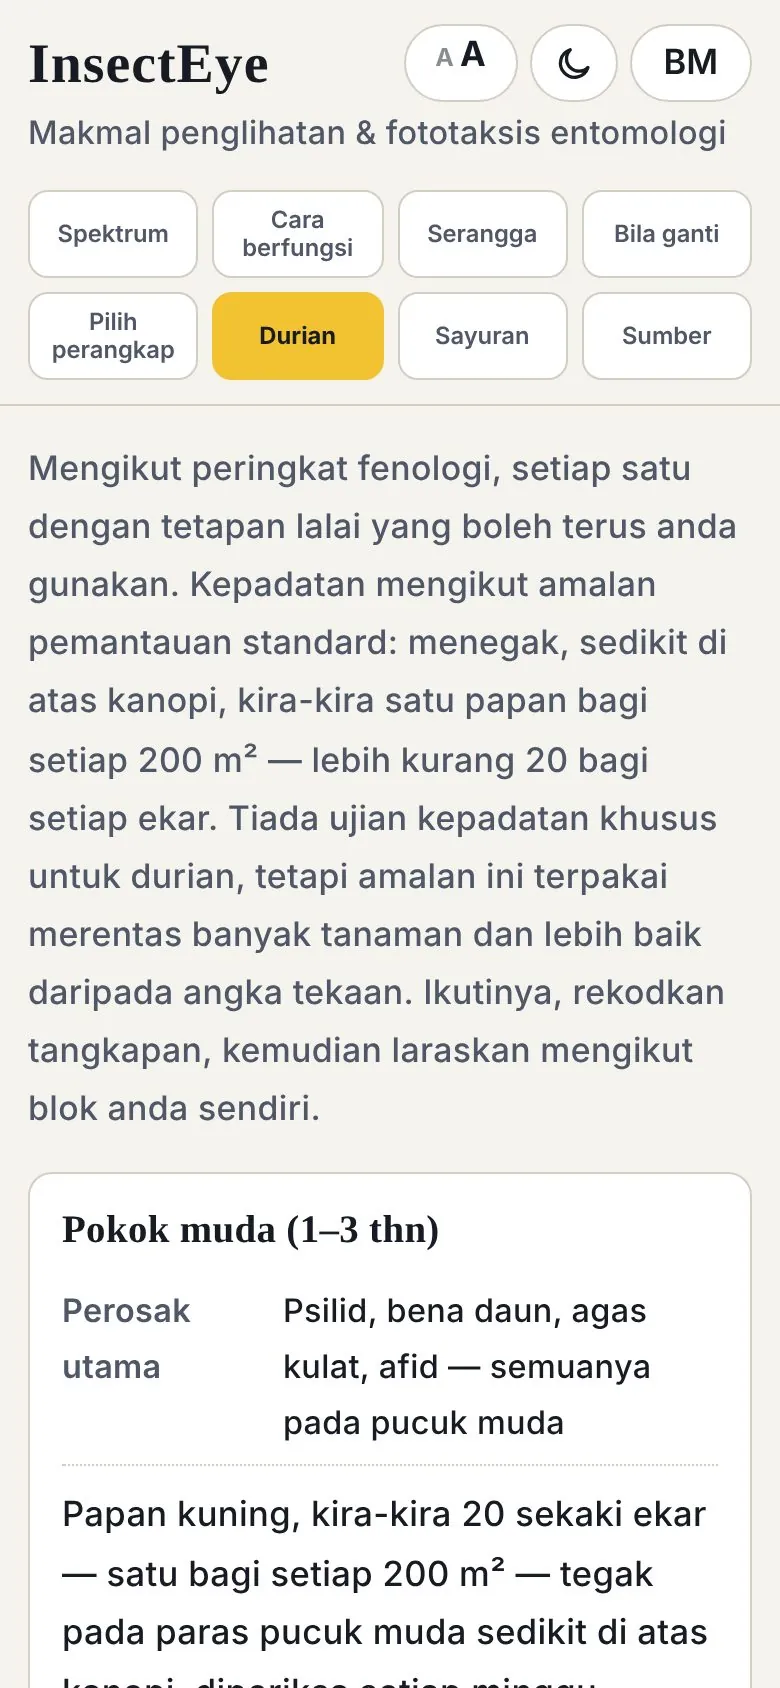 InsectEye
A A
BM
Makmal penglihatan & fototaksis entomologi
Spektrum
Cara
berfungsi
Serangga
Bila ganti
Pilih
perangkap
Durian
Sayuran
Sumber
Mengikut peringkat fenologi, setiap satu
dengan tetapan lalai yang boleh terus anda
gunakan. Kepadatan mengikut amalan
pemantauan standard: menegak, sedikit di
atas kanopi, kira-kira satu papan bagi
setiap 200 m² — lebih kurang 20 bagi
setiap ekar. Tiada ujian kepadatan khusus
untuk durian, tetapi amalan ini terpakai
merentas banyak tanaman dan lebih baik
daripada angka tekaan. Ikutinya, rekodkan
tangkapan, kemudian laraskan mengikut
blok anda sendiri.
Pokok muda (1–3 thn)
Perosak
utama
Psilid, bena daun, agas
kulat, afid — semuanya
pada pucuk muda
Papan kuning, kira-kira 20 sekaki ekar
— satu bagi setiap 200 m² — tegak
pada paras pucuk muda sedikit di atas
kanopi, diperiksa setiap minggu